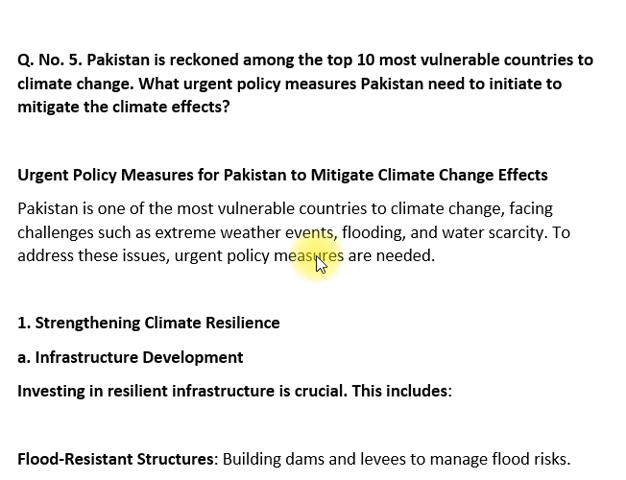 Q. No. 5. Pakistan is reckoned among the top 10 most vulnerable countries to
climate change. What urgent policy measures Pakistan need to initiate to
mitigate the climate effects?
Urgent Policy Measures for Pakistan to Mitigate Climate Change Effects
Pakistan is one of the most vulnerable countries to climate change, facing
challenges such as extreme weather events, flooding, and water scarcity. To
address these issues, urgent policy measures are needed.
1. Strengthening Climate Resilience
a. Infrastructure Development
Investing in resilient infrastructure is crucial. This includes:
Flood-Resistant Structures: Building dams and levees to manage flood risks.